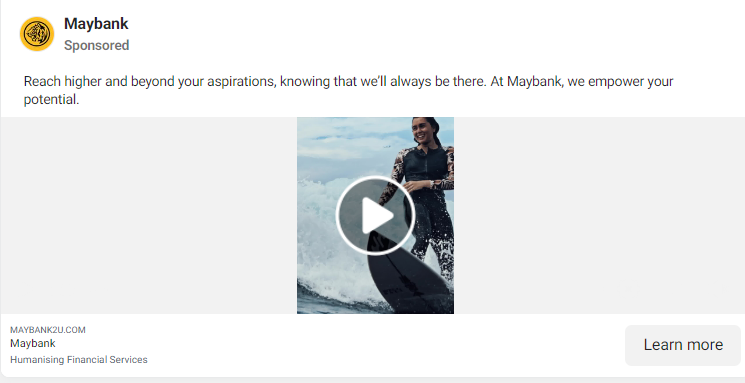 Maybank
Sponsored
Reach higher and beyond your aspirations, knowing that we'll always be there. At Maybank, we empower your
potential.
MAYBANK2U.COM
Maybank
Humanising Financial Services
Learn more